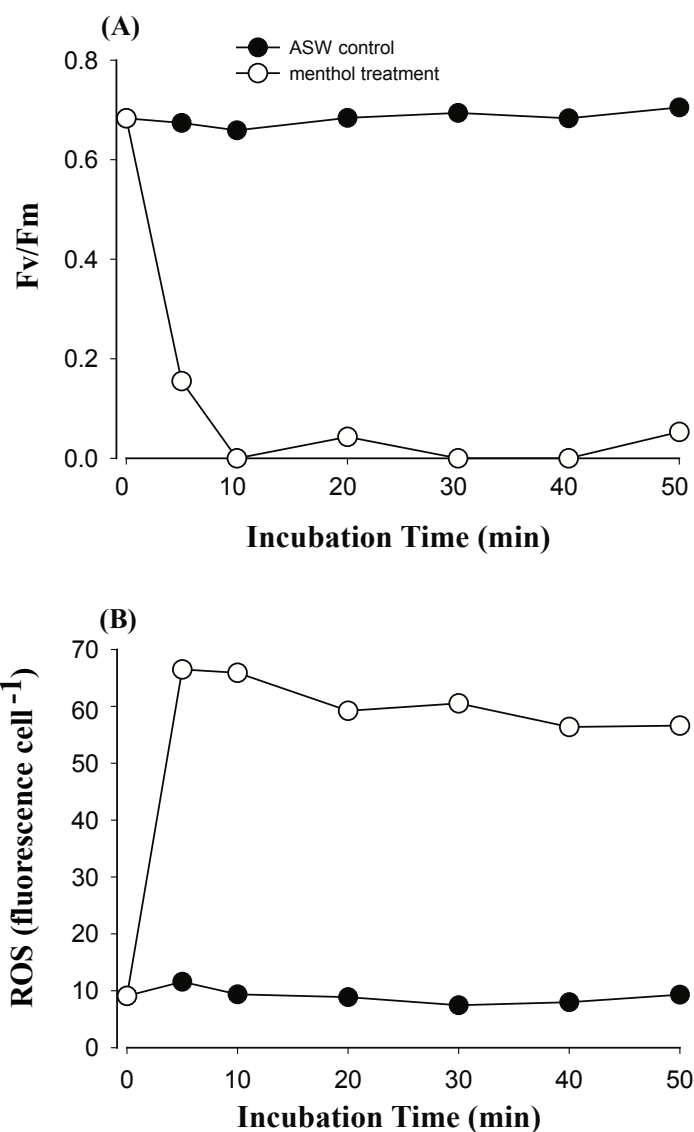 (A)
ASW control
menthol treatment
0.8
0.6
0.4
0.2
0.0
Fv/Fm
0 10 20 30 40 50
Incubation Time (min)
(B)
70
60
50
40
30
20
10
0
ROS (fluorescence cell⁻¹)
0 10 20 30 40 50
Incubation Time (min)